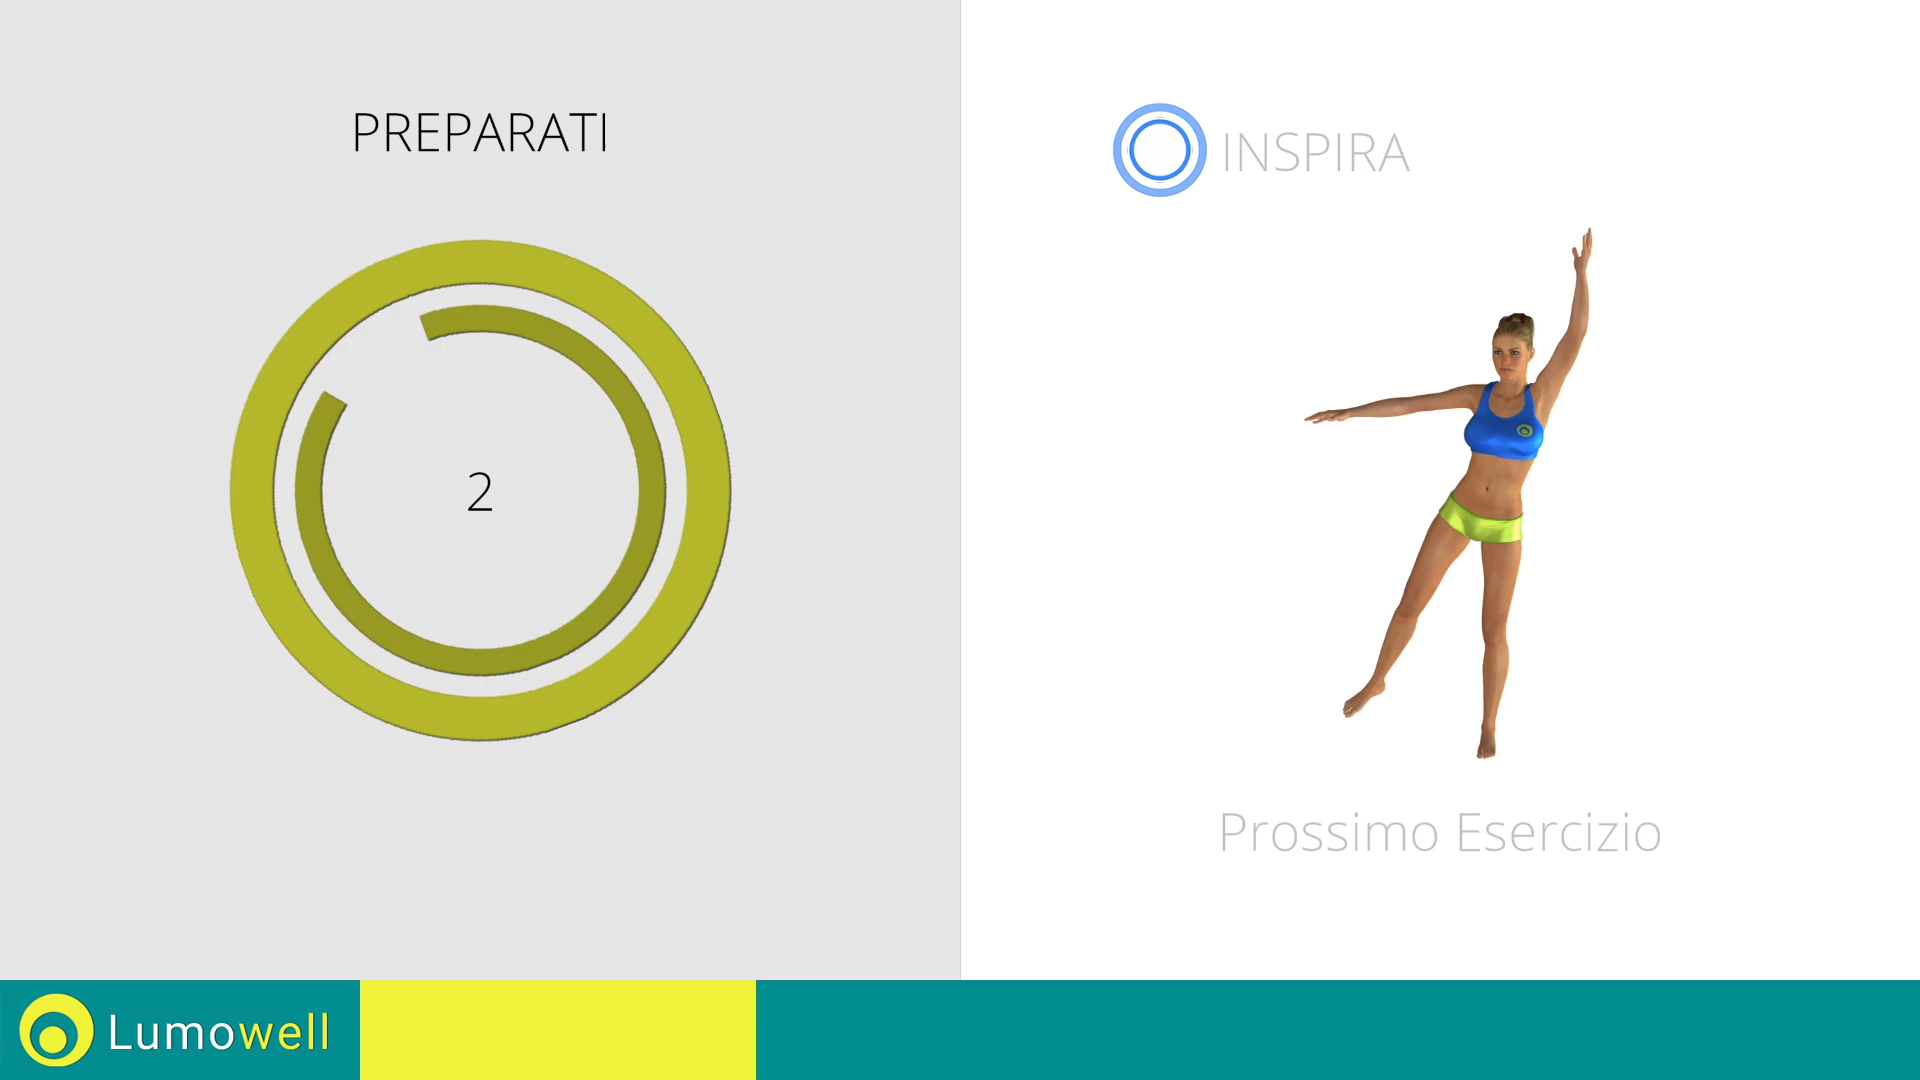 PREPARATI
2
INSPIRA
Prossimo Esercizio
Lumowell